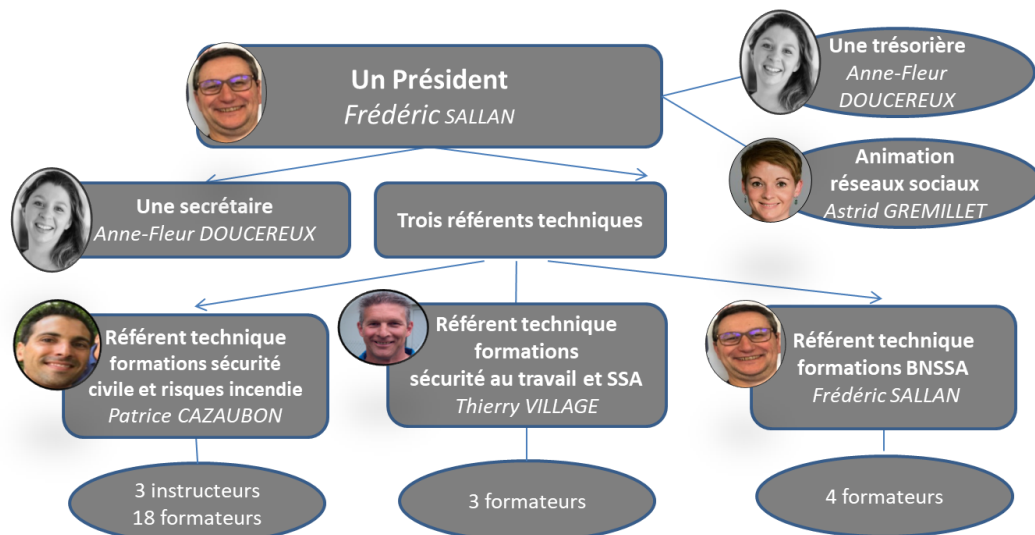 Un Président
Frédéric SALLAN
Une trésorière
Anne-Fleur
DOUCEREUX
Animation
réseaux sociaux
Astrid GREMILLET
Une secrétaire
Anne-Fleur DOUCEREUX
Trois référents techniques
Référent technique
formations sécurité
civile et risques incendie
Patrice CAZAUBON
Référent technique
formations
sécurité au travail et SSA
Thierry VILLAGE
Référent technique
formations BNSSA
Frédéric SALLAN
3 instructeurs
18 formateurs
3 formateurs
4 formateurs